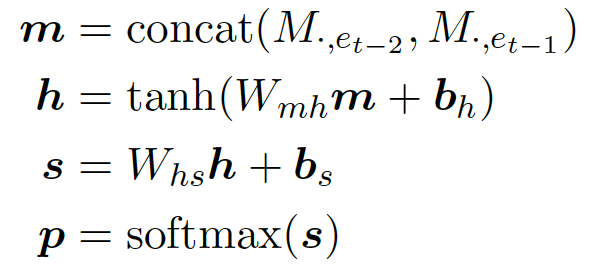 m = concat(M_{·,e_{t−2}}, M_{·,e_{t−1}})
h = tanh(W_{mh}m + b_h)
s = W_{hs}h + b_s
p = softmax(s)